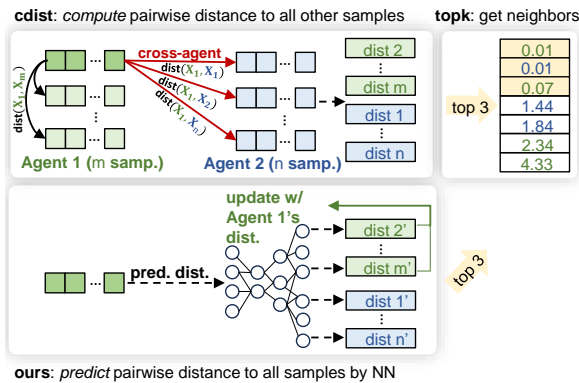 cdist: compute pairwise distance to all other samples
topk: get neighbors
cross-agent
dist(X1, Xm)
dist(X1, X1)
dist(X1, X2)
dist(X1, Xn)
...
...
...
...
...
...
Agent 1 (m samp.)
Agent 2 (n samp.)
dist 2
...
dist m
dist 1
...
dist n
top 3
0.01
0.01
0.07
1.44
1.84
2.34
4.33
update w/
Agent 1's
dist.
...
pred. dist.
dist 2'
...
dist m'
dist 1'
...
dist n'
top 3
ours: predict pairwise distance to all samples by NN